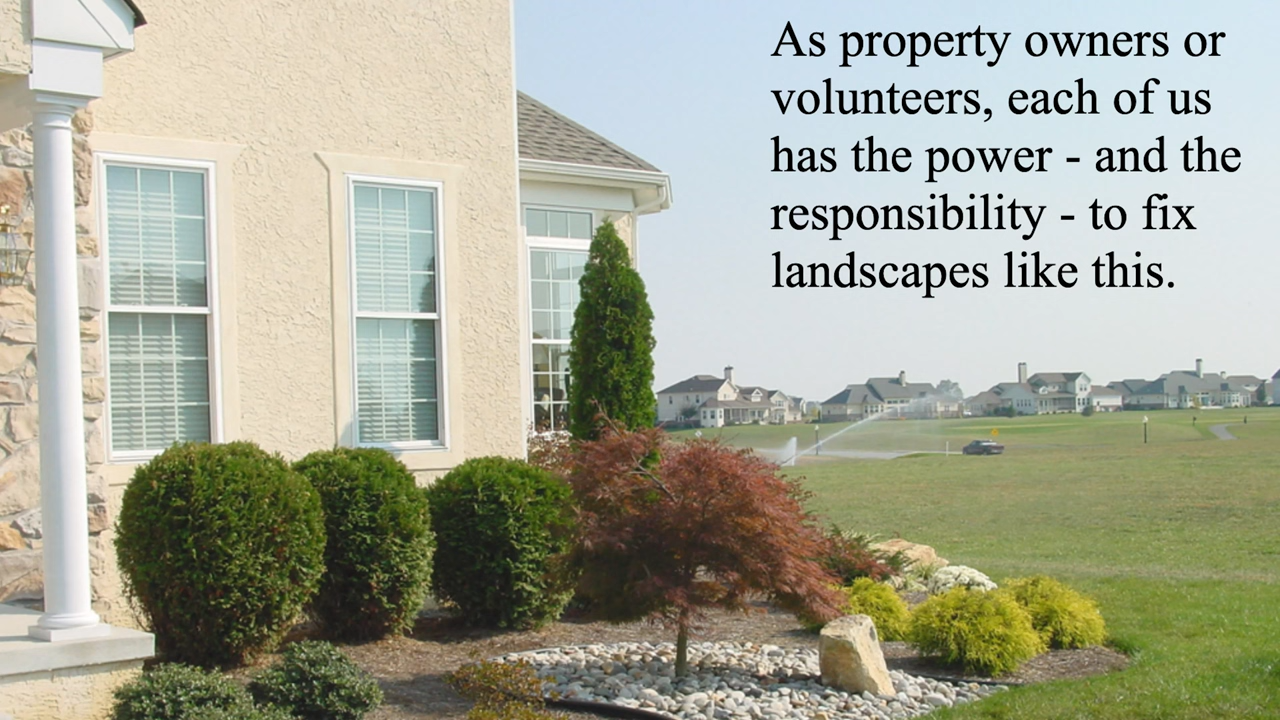 As property owners or
volunteers, each of us
has the power - and the
responsibility - to fix
landscapes like this.